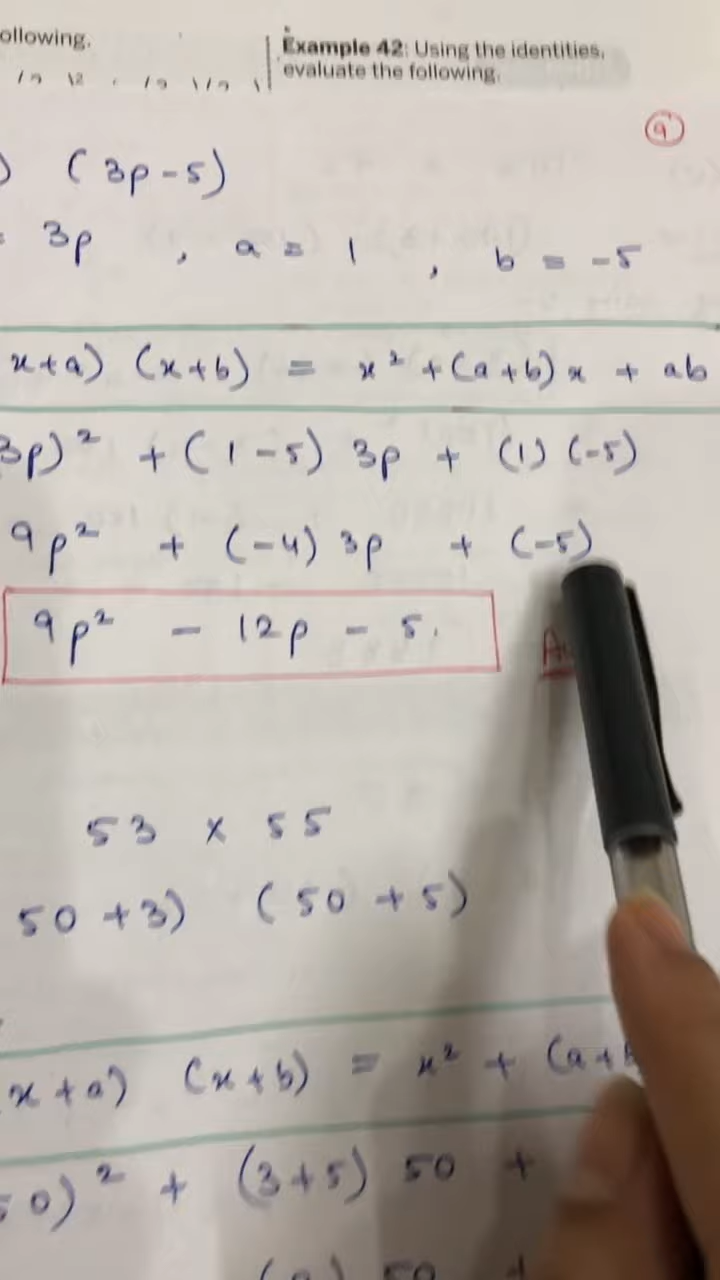 ollowing.
Example 42: Using the identities,
evaluate the following.
a
) (3p-5)
= 3p , a = 1 , b = -5
x+a) (x+b) = x² + (a+b)x + ab
3p)² + (1-5) 3p + (1) (-5)
9p² + (-4) 3p + (-5)
9p² - 12p - 5.
53 x 55
50 +3) (50 + 5)
x + a) (x + b) = x² + (a+b
50)² + (3+5) 50 +
50 +